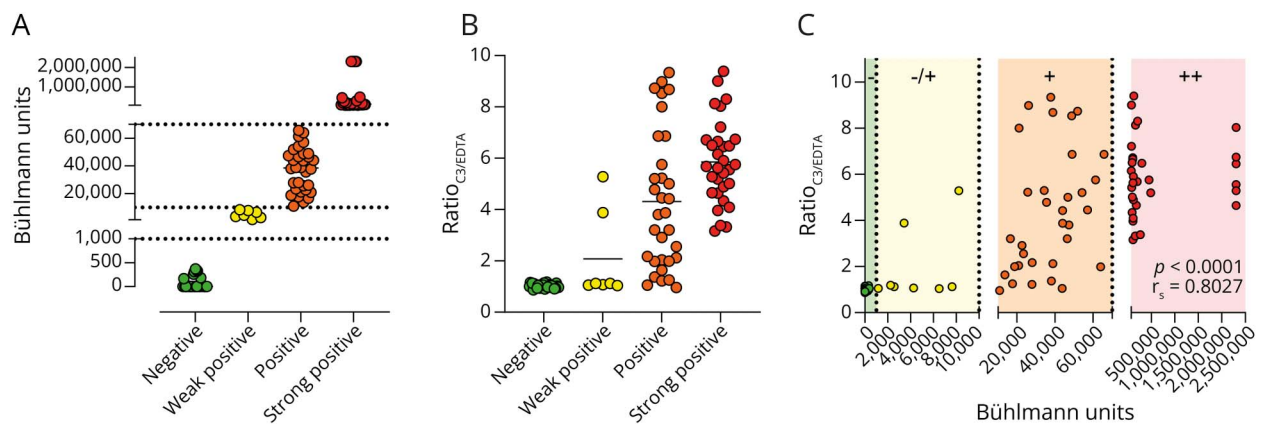 A
Bühlmann units
2,000,000
1,000,000
60,000
40,000
20,000
1,000
500
0
Negative
Weak positive
Positive
Strong positive
B
Ratio C3/EDTA
10
8
6
4
2
0
Negative
Weak positive
Positive
Strong positive
C
Ratio C3/EDTA
10
8
6
4
2
0
-
-/+
+
++
p < 0.0001
rs = 0.8027
0
2,000
4,000
6,000
8,000
10,000
20,000
40,000
60,000
500,000
1,000,000
1,500,000
2,000,000
2,500,000
Bühlmann units